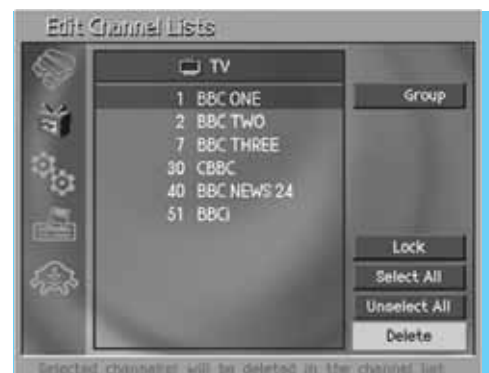 Edit Channel Lists
TV
1 BBC ONE
2 BBC TWO
7 BBC THREE
30 CBBC
40 BBC NEWS 24
51 BBCi
Group
Lock
Select All
Unselect All
Delete
Selected channel(s) will be deleted in the channel list